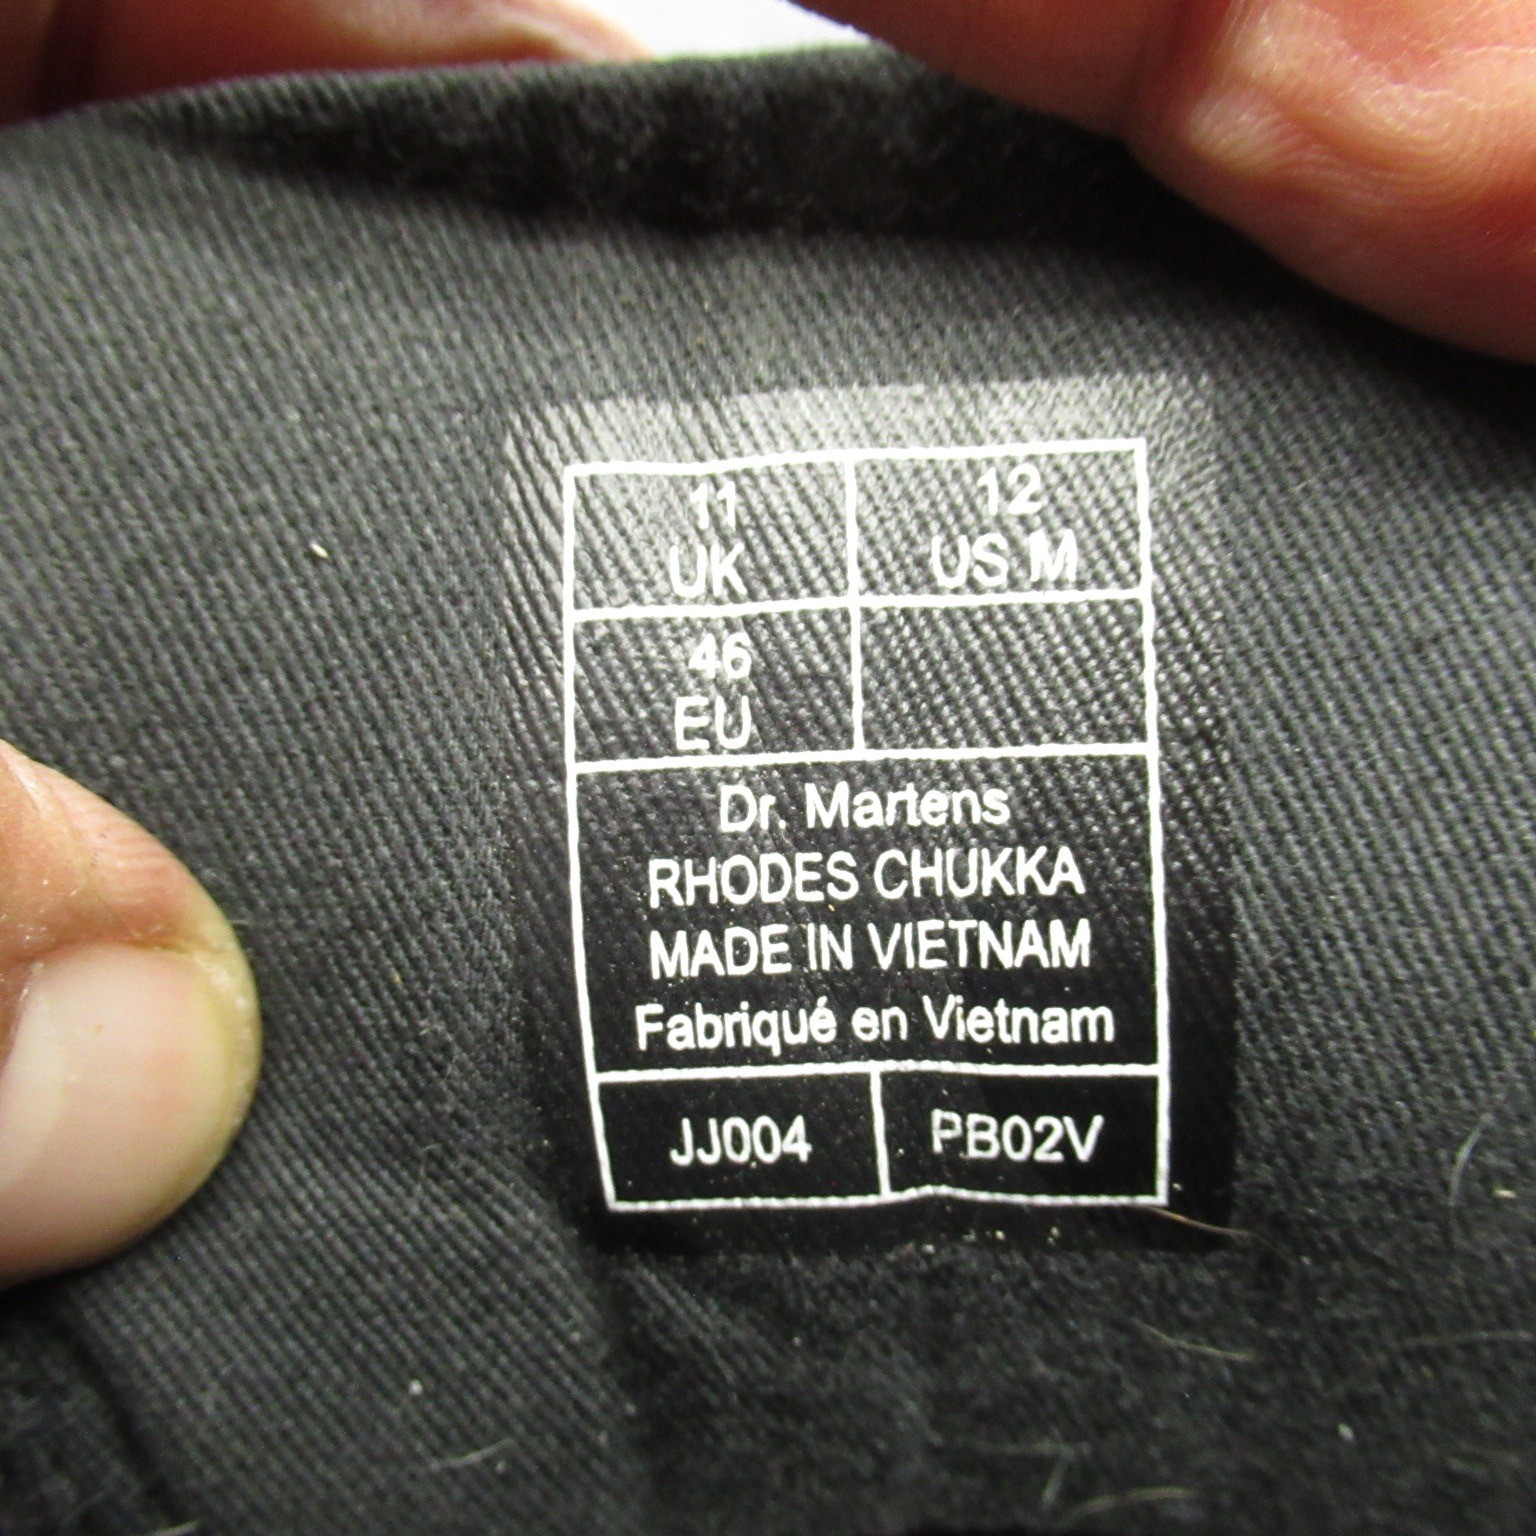 11
UK
12
US M
46
EU
Dr. Martens
RHODES CHUKKA
MADE IN VIETNAM
Fabriqué en Vietnam
JJ004
PB02V